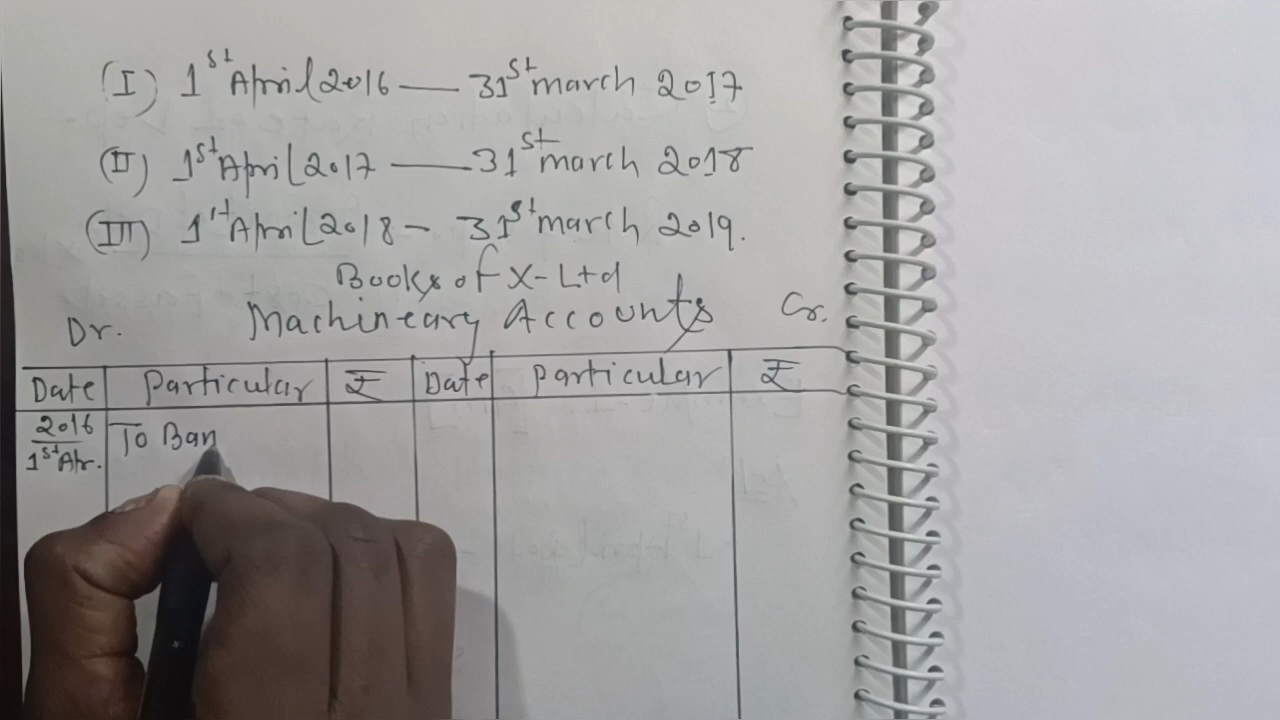 (I) 1st April 2016 — 31st march 2017
(II) 1st April 2017 — 31st march 2018
(III) 1st April 2018 - 31st march 2019.
Books of X-Ltd
Dr. Machineary Accounts Cr.
Date Particular ₹ Date Particular ₹
2016 To Ban
1st Apr.